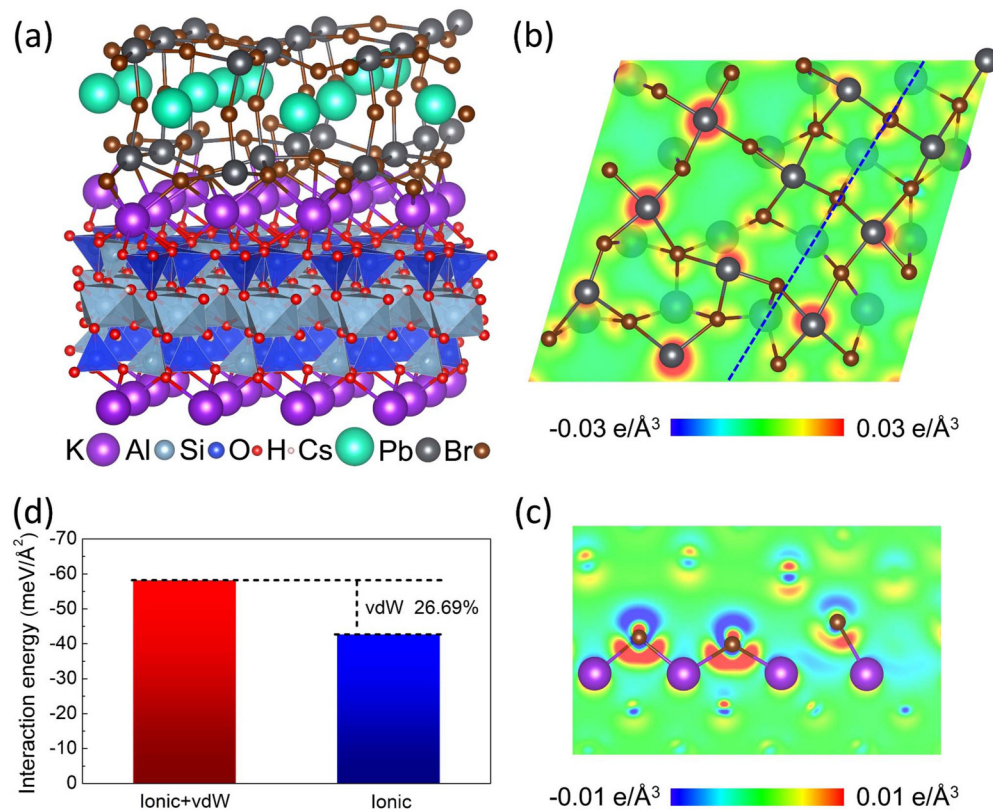 (a)
K Al Si O H Cs Pb Br
(b)
-0.03 e/Å³ 0.03 e/Å³
(d)
-70
-60
-50
-40
-30
-20
-10
0
Interaction energy (meV/Å²)
vdW 26.69%
Ionic+vdW Ionic
(c)
-0.01 e/Å³ 0.01 e/Å³